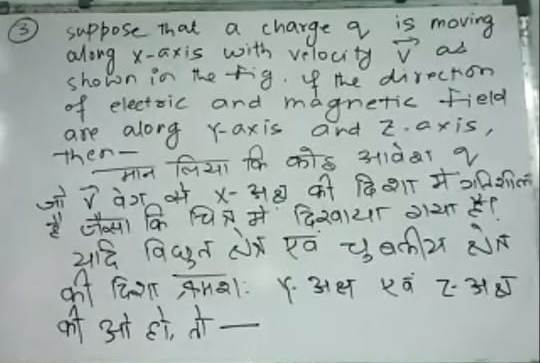 ③ suppose that a charge q is moving
along x-axis with velocity v⃗ as
shown in the fig. if the direction
of electric and magnetic field
are along Y-axis and Z-axis,
then—
मान लिया कि कोई आवेश q
जो v⃗ वेग से x-अक्ष की दिशा में गतिशील
है जैसा कि चित्र में दिखाया गया है।
यदि विद्युत क्षेत्र एवं चुम्बकीय क्षेत्र
की दिशा क्रमशः Y-अक्ष एवं Z-अक्ष
की ओर हो, तो —